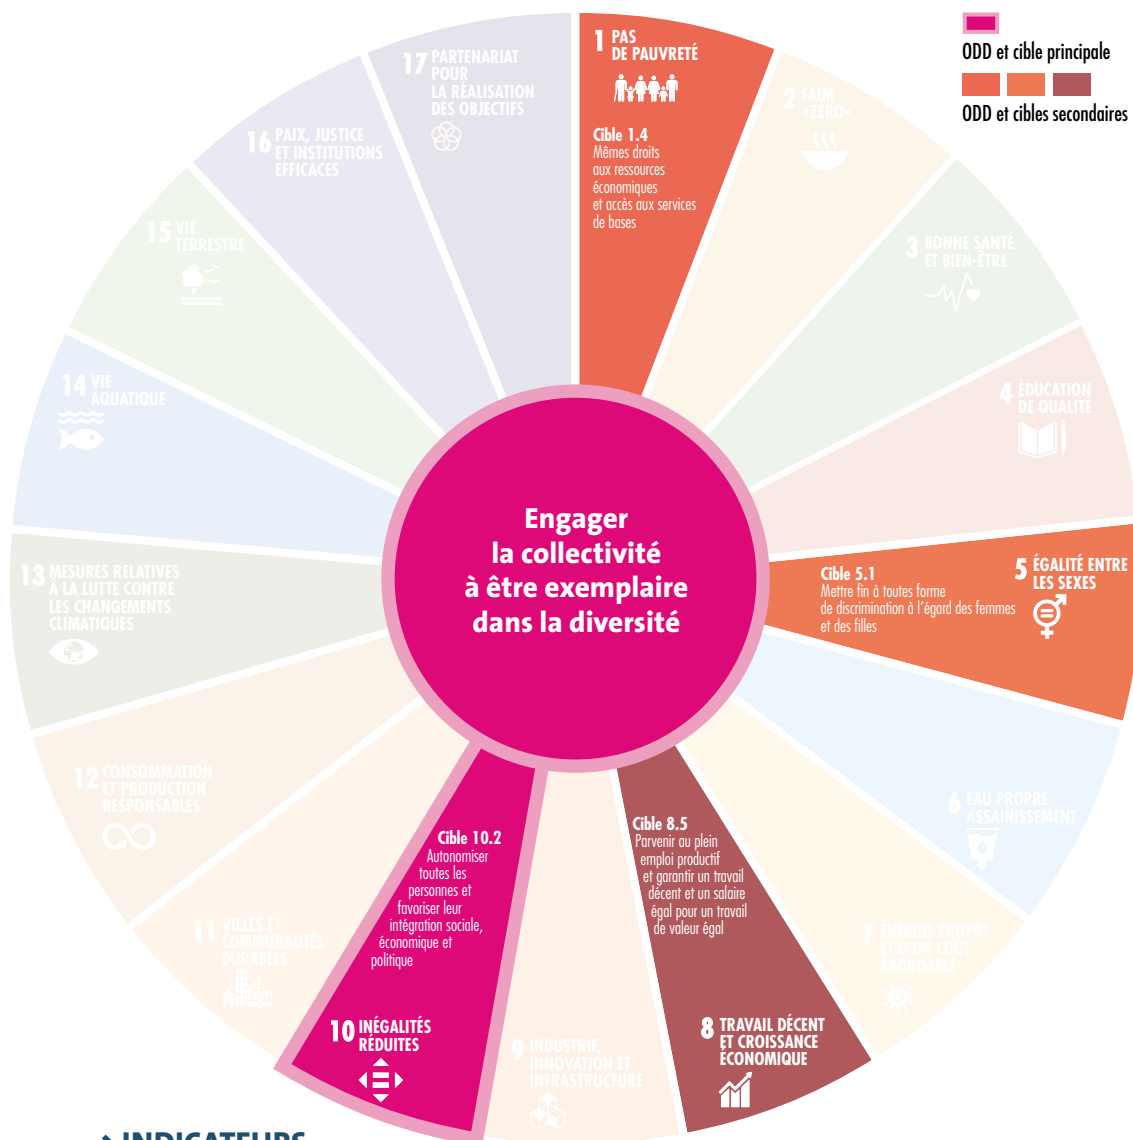 1 PAS
DE PAUVRETÉ
Cible 1.4
Mêmes droits
aux ressources
économiques
et accès aux services
de bases
ODD et cible principale
ODD et cibles secondaires
2 FAIM
«ZERO»
3 BONNE SANTÉ
ET BIEN-ÊTRE
4 ÉDUCATION
DE QUALITÉ
5 ÉGALITÉ ENTRE
LES SEXES
Cible 5.1
Mettre fin à toutes forme
de discrimination à l'égard des femmes
et des filles
6 EAU PROPRE
ASSAINISSEMENT
7 ÉNERGIE PROPRE
ET D'UN COÛT
ABORDABLE
Cible 8.5
Parvenir au plein
emploi productif
et garantir un travail
décent et un salaire
égal pour un travail
de valeur égal
8 TRAVAIL DÉCENT
ET CROISSANCE
ÉCONOMIQUE
9 INDUSTRIE,
INNOVATION ET
INFRASTRUCTURE
Cible 10.2
Autonomiser
toutes les
personnes et
favoriser leur
intégration sociale,
économique et
politique
10 INÉGALITÉS
RÉDUITES
11 VILLES ET
COMMUNAUTÉS
DURABLES
12 CONSOMMATION
ET PRODUCTION
RESPONSABLES
13 MESURES RELATIVES
À LA LUTTE CONTRE
LES CHANGEMENTS
CLIMATIQUES
14 VIE
AQUATIQUE
15 VIE
TERRESTRE
16 PAIX, JUSTICE
ET INSTITUTIONS
EFFICACES
17 PARTENARIAT
POUR
LA RÉALISATION
DES OBJECTIFS
Engager
la collectivité
à être exemplaire
dans la diversité
INDICATEURS